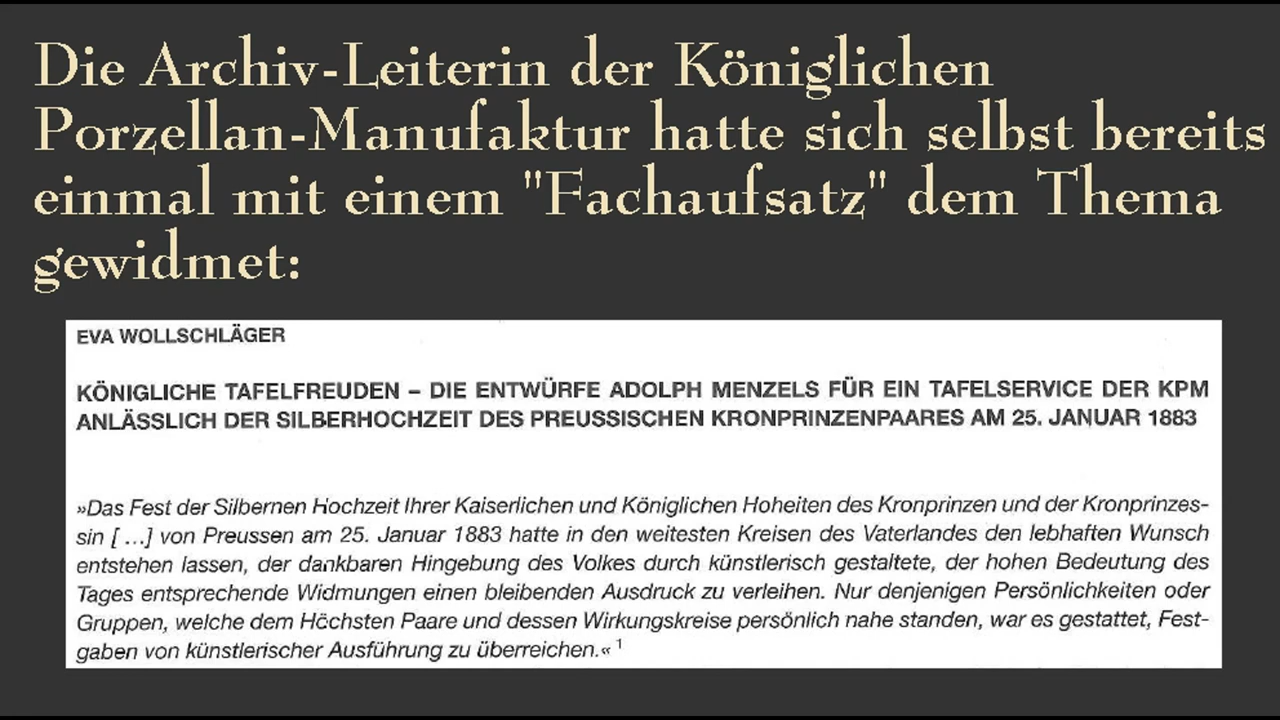 Die Archiv-Leiterin der Königlichen
Porzellan-Manufaktur hatte sich selbst bereits
einmal mit einem "Fachaufsatz" dem Thema
gewidmet:
EVA WOLLSCHLÄGER
KÖNIGLICHE TAFELFREUDEN – DIE ENTWÜRFE ADOLPH MENZELS FÜR EIN TAFELSERVICE DER KPM
ANLÄSSLICH DER SILBERHOCHZEIT DES PREUSSISCHEN KRONPRINZENPAARES AM 25. JANUAR 1883
»Das Fest der Silbernen Hochzeit Ihrer Kaiserlichen und Königlichen Hoheiten des Kronprinzen und der Kronprinzes-
sin [ ...] von Preussen am 25. Januar 1883 hatte in den weitesten Kreisen des Vaterlandes den lebhaften Wunsch
entstehen lassen, der dankbaren Hingebung des Volkes durch künstlerisch gestaltete, der hohen Bedeutung des
Tages entsprechende Widmungen einen bleibenden Ausdruck zu verleihen. Nur denjenigen Persönlichkeiten oder
Gruppen, welche dem Höchsten Paare und dessen Wirkungskreise persönlich nahe standen, war es gestattet, Fest-
gaben von künstlerischer Ausführung zu überreichen.« 1